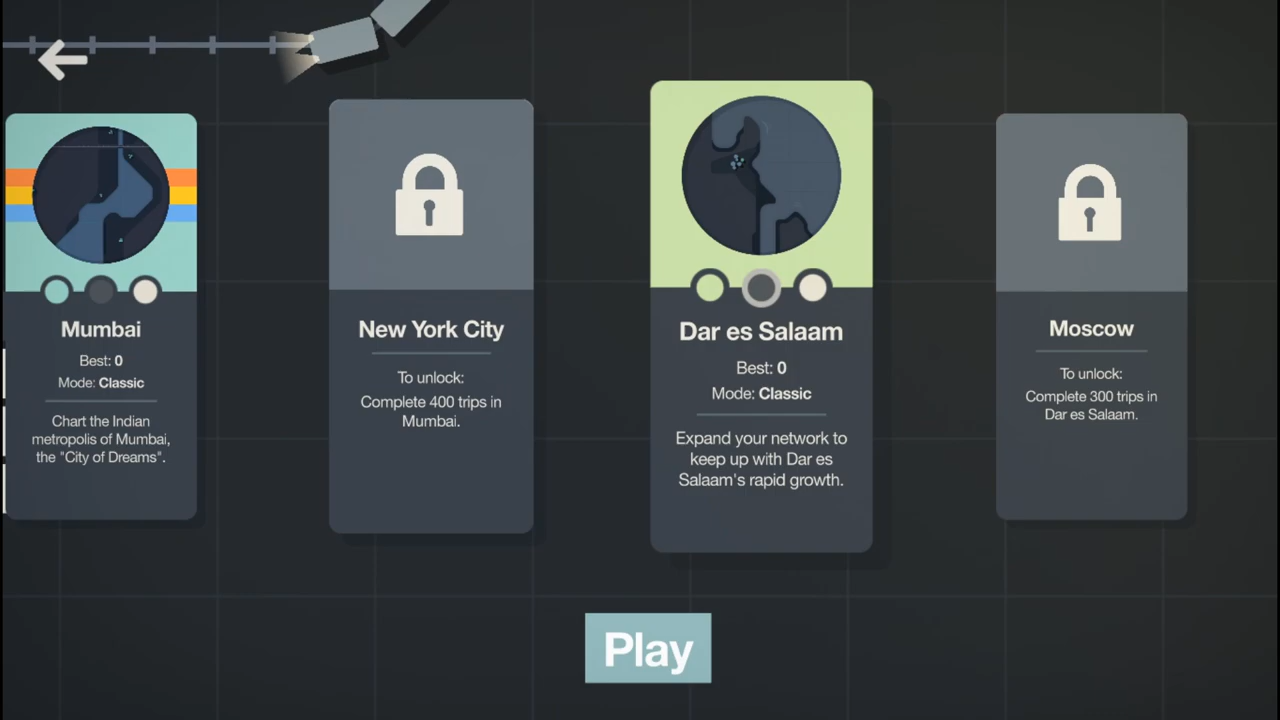 Mumbai
Best: 0
Mode: Classic
Chart the Indian
metropolis of Mumbai,
the "City of Dreams".
New York City
To unlock:
Complete 400 trips in
Mumbai.
Dar es Salaam
Best: 0
Mode: Classic
Expand your network to
keep up with Dar es
Salaam's rapid growth.
Moscow
To unlock:
Complete 300 trips in
Dar es Salaam.
Play